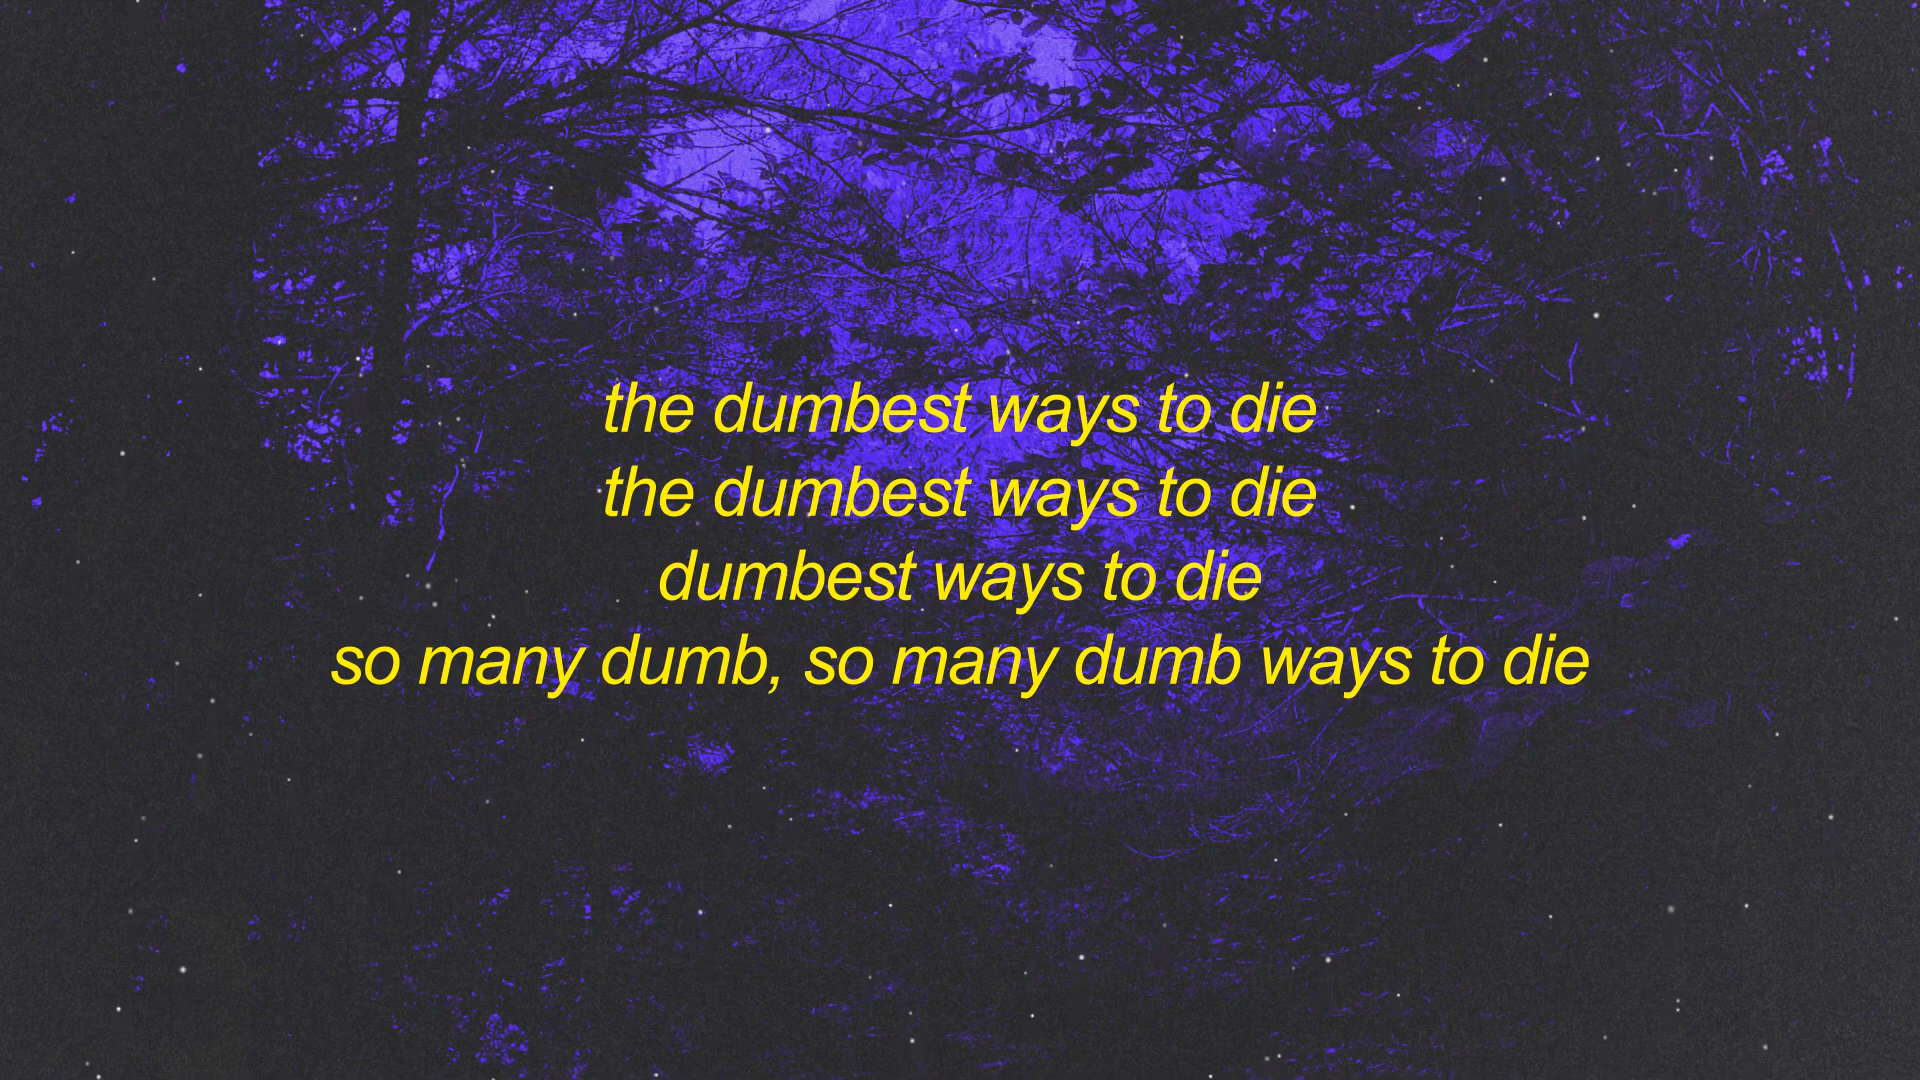 the dumbest ways to die
the dumbest ways to die
dumbest ways to die
so many dumb, so many dumb ways to die